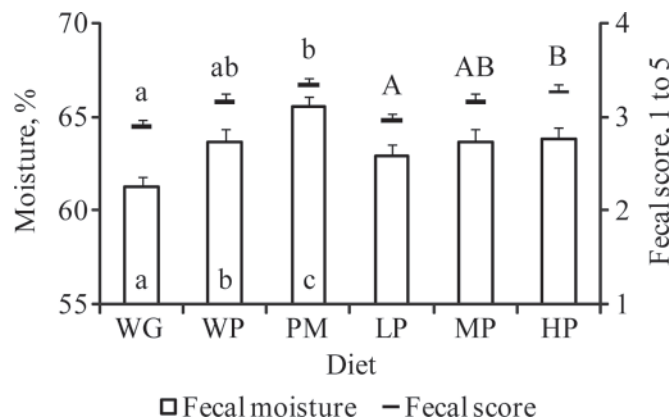 70
65
60
55
Moisture, %
a
ab
b
A
AB
B
a
b
c
4
3
2
1
Fecal score, 1 to 5
WG WP PM LP MP HP
Diet
Fecal moisture Fecal score